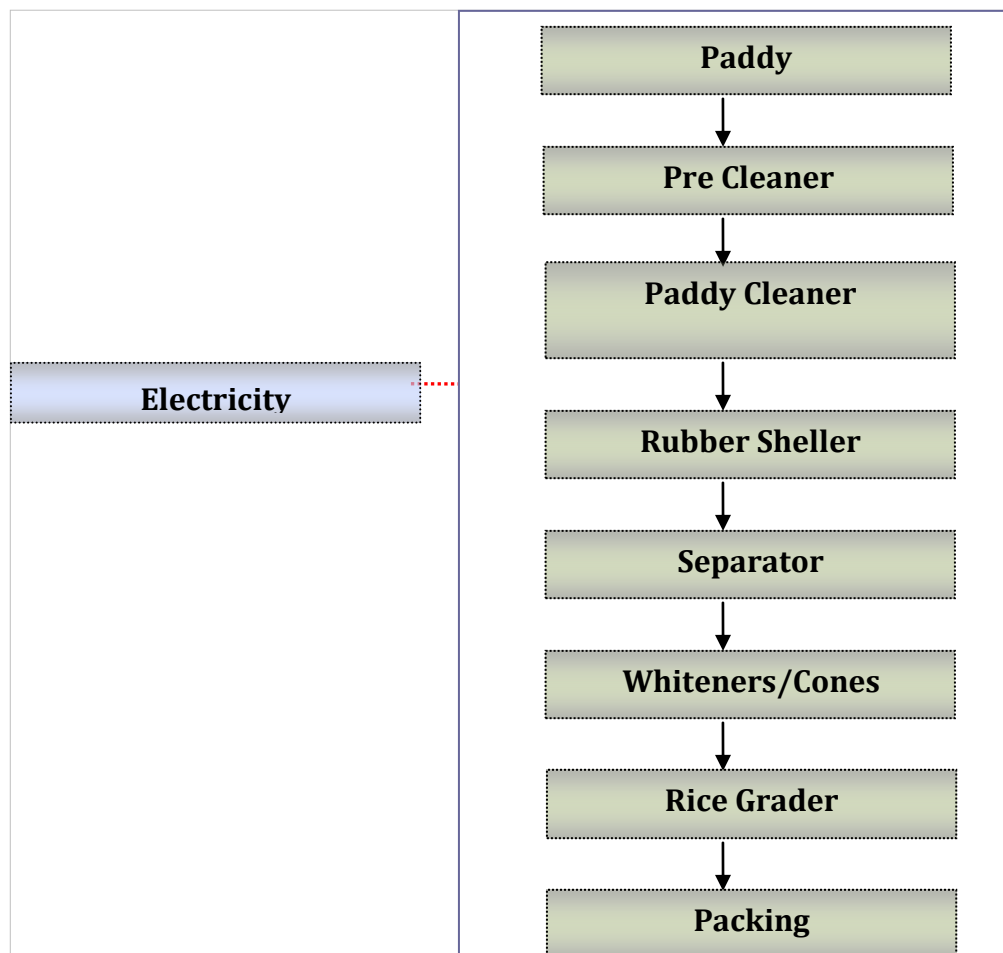 Paddy
Pre Cleaner
Paddy Cleaner
Electricity
Rubber Sheller
Separator
Whiteners/Cones
Rice Grader
Packing